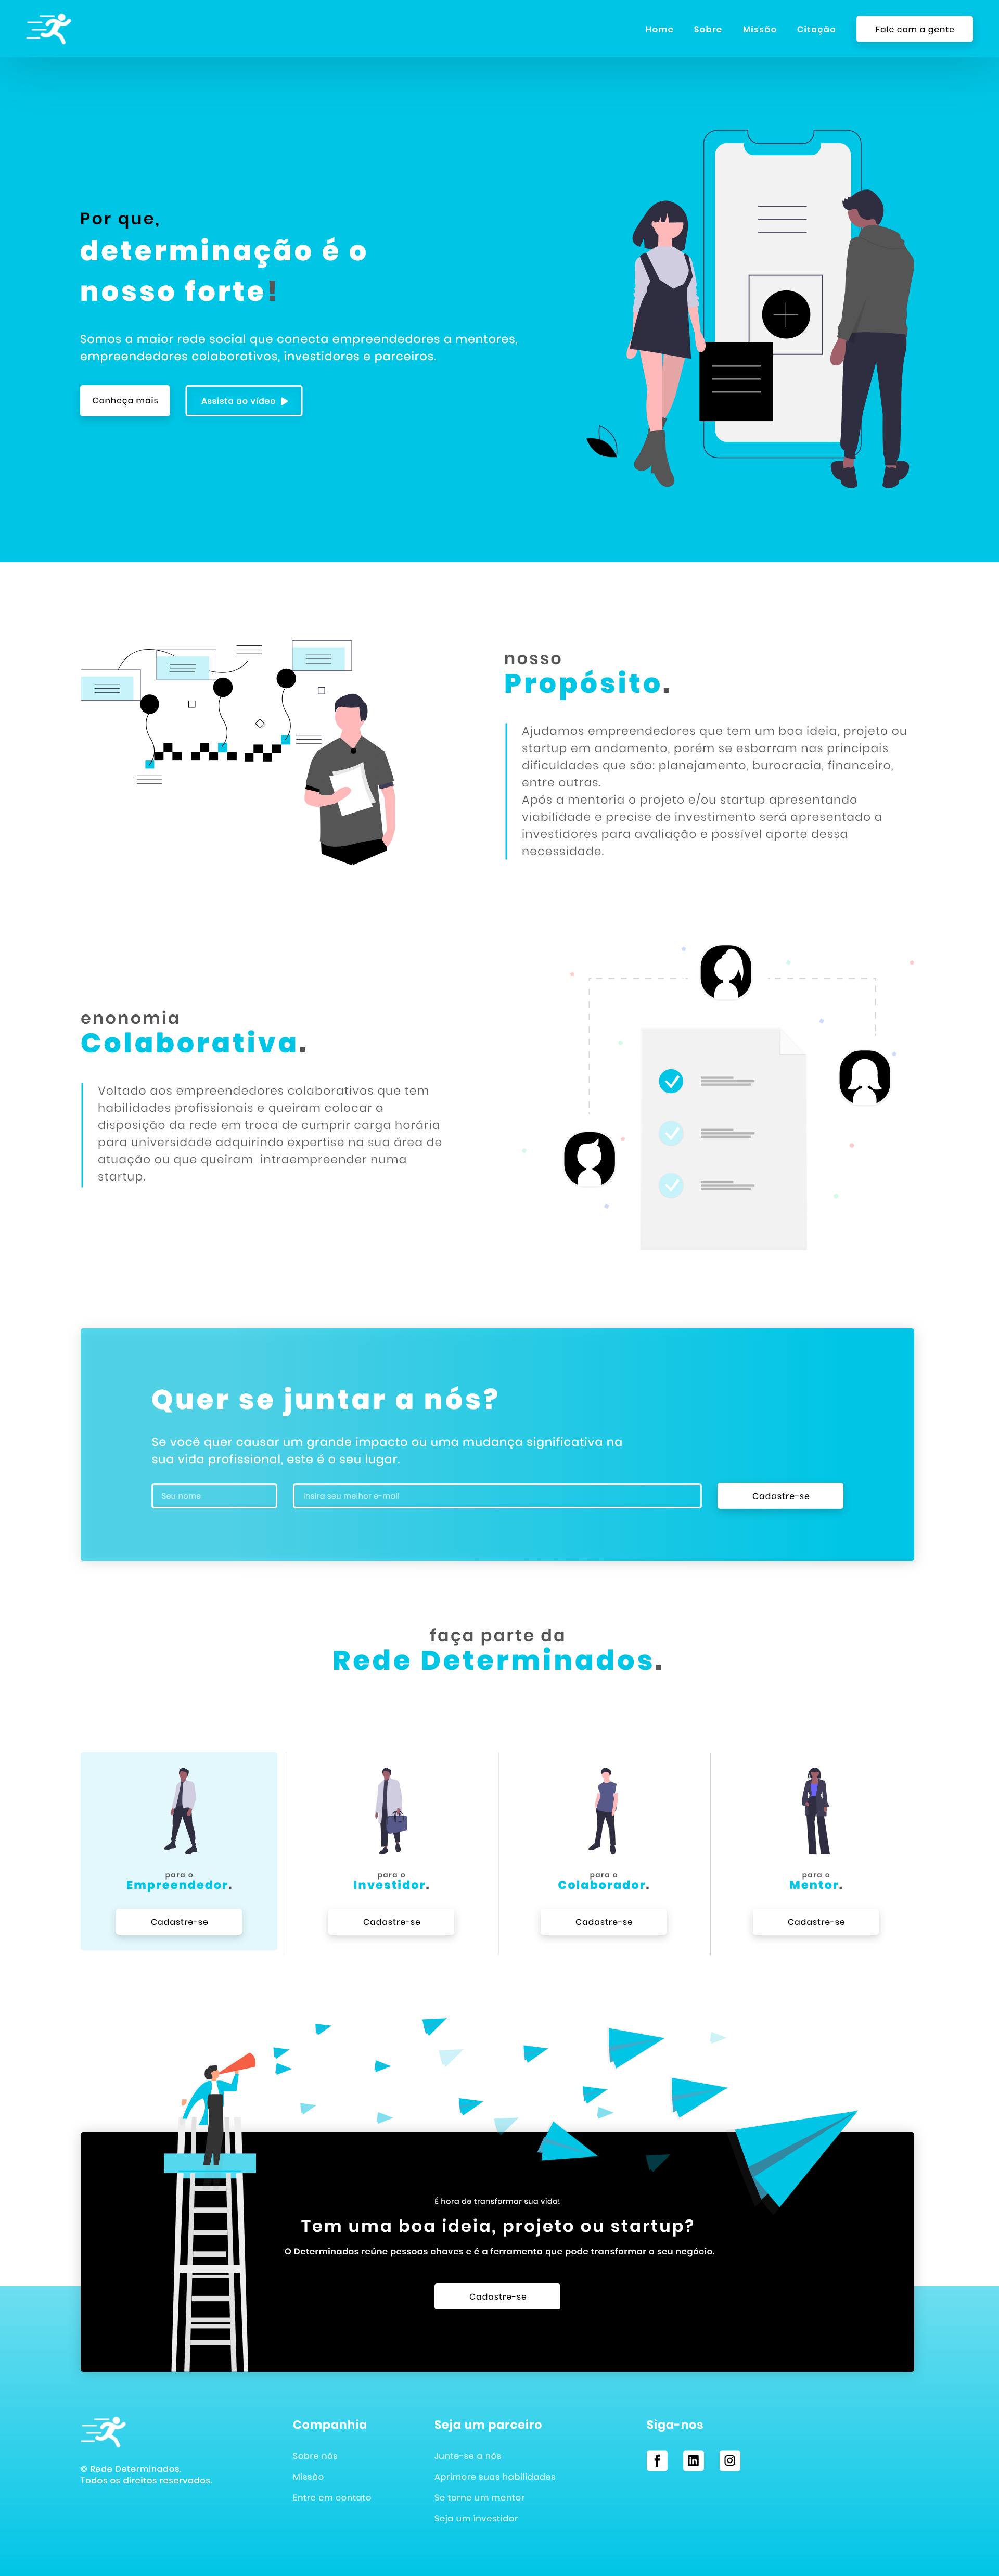 Home Sobre Missão Citação Fale com a gente
Por que,
determinação é o
nosso forte!
Somos a maior rede social que conecta empreendedores a mentores,
empreendedores colaborativos, investidores e parceiros.
Conheça mais Assista ao vídeo
nosso
Propósito.
Ajudamos empreendedores que tem um boa ideia, projeto ou
startup em andamento, porém se esbarram nas principais
dificuldades que são: planejamento, burocracia, financeiro,
entre outras.
Após a mentoria o projeto e/ou startup apresentando
viabilidade e precise de investimento será apresentado a
investidores para avaliação e possível aporte dessa
necessidade.
enonomia
Colaborativa.
Voltado aos empreendedores colaborativos que tem
habilidades profissionais e queiram colocar a
disposição da rede em troca de cumprir carga horária
para universidade adquirindo expertise na sua área de
atuação ou que queiram intraempreender numa
startup.
Quer se juntar a nós?
Se você quer causar um grande impacto ou uma mudança significativa na
sua vida profissional, este é o seu lugar.
Seu nome Insira seu melhor e-mail Cadastre-se
faça parte da
Rede Determinados.
para o
Empreendedor.
Cadastre-se
para o
Investidor.
Cadastre-se
para o
Colaborador.
Cadastre-se
para o
Mentor.
Cadastre-se
É hora de transformar sua vida!
Tem uma boa ideia, projeto ou startup?
O Determinados reúne pessoas chaves e é a ferramenta que pode transformar o seu negócio.
Cadastre-se
© Rede Determinados.
Todos os direitos reservados.
Companhia
Sobre nós
Missão
Entre em contato
Seja um parceiro
Junte-se a nós
Aprimore suas habilidades
Se torne um mentor
Seja um investidor
Siga-nos